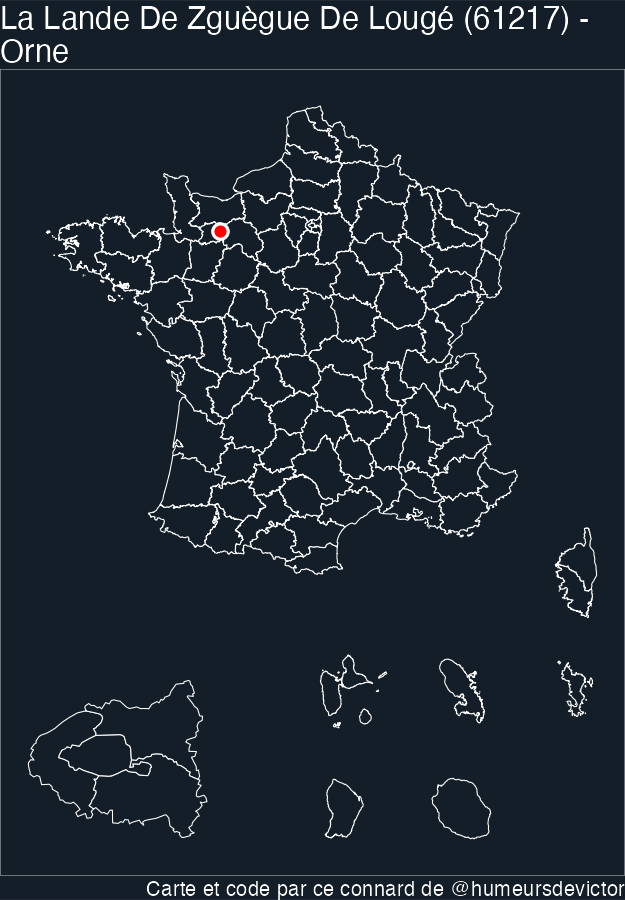 La Lande De Zguègue De Lougé (61217) -
Orne
Carte et code par ce connard de @humeursdevictor